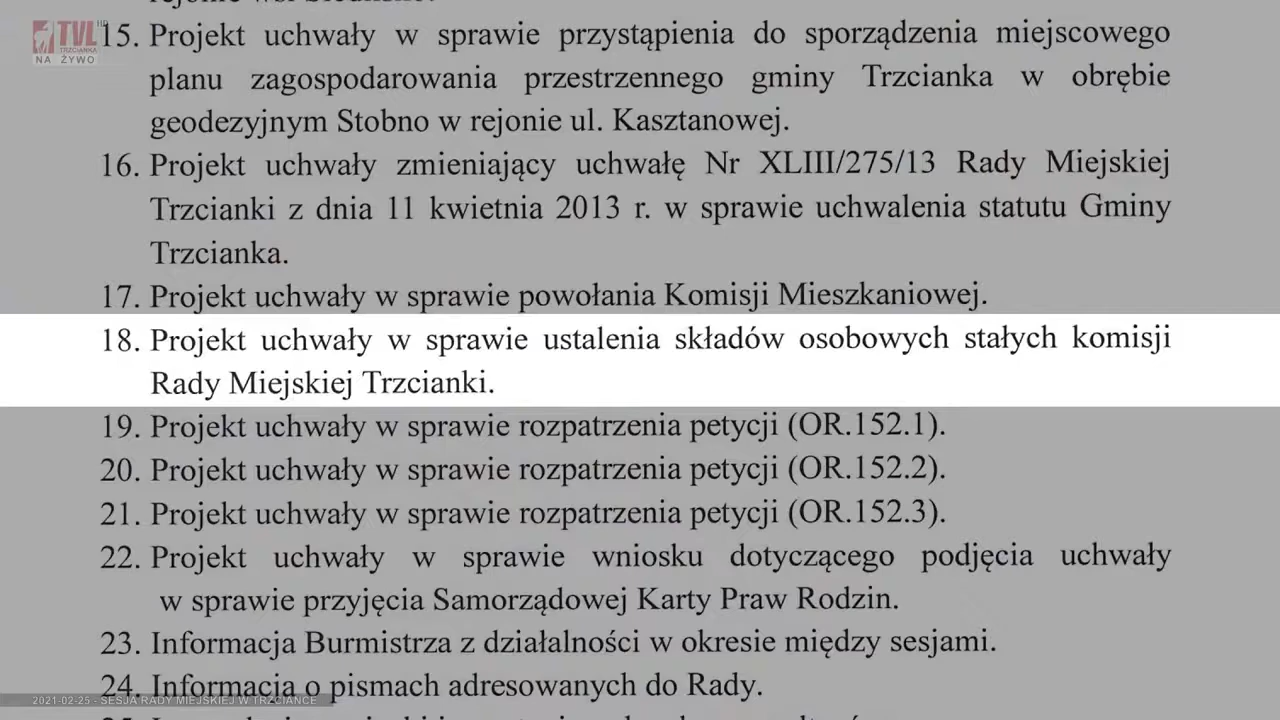 TVL HD
TRZCIANKA
NA ŻYWO
15. Projekt uchwały w sprawie przystąpienia do sporządzenia miejscowego
planu zagospodarowania przestrzennego gminy Trzcianka w obrębie
geodezyjnym Stobno w rejonie ul. Kasztanowej.
16. Projekt uchwały zmieniający uchwałę Nr XLIII/275/13 Rady Miejskiej
Trzcianki z dnia 11 kwietnia 2013 r. w sprawie uchwalenia statutu Gminy
Trzcianka.
17. Projekt uchwały w sprawie powołania Komisji Mieszkaniowej.
18. Projekt uchwały w sprawie ustalenia składów osobowych stałych komisji
Rady Miejskiej Trzcianki.
19. Projekt uchwały w sprawie rozpatrzenia petycji (OR.152.1).
20. Projekt uchwały w sprawie rozpatrzenia petycji (OR.152.2).
21. Projekt uchwały w sprawie rozpatrzenia petycji (OR.152.3).
22. Projekt uchwały w sprawie wniosku dotyczącego podjęcia uchwały
w sprawie przyjęcia Samorządowej Karty Praw Rodzin.
23. Informacja Burmistrza z działalności w okresie między sesjami.
24. Informacja o pismach adresowanych do Rady.
2021-02-25 - SESJA RADY MIEJSKIEJ W TRZCIANCE